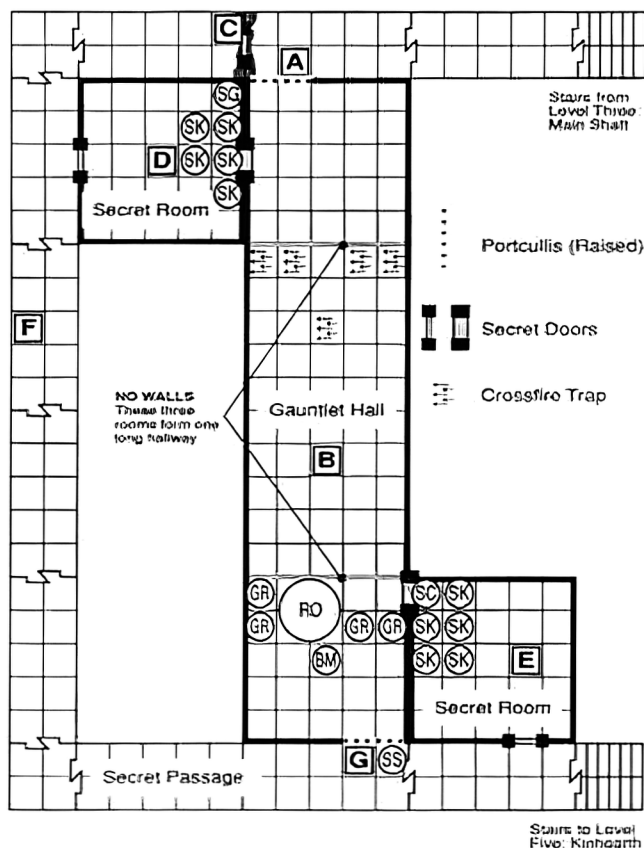 C
A
SG
SK SK
D SK SK
SK
Secret Room
Stairs from
Level Three:
Main Shaft
Portcullis (Raised)
F
Secret Doors
Crossfire Trap
NO WALLS
These three
rooms form one
long hallway
Gauntlet Hall
B
GR RO SC SK
GR GR GR SK SK
BM SK SK E
Secret Room
G SS
Secret Passage
Stairs to Level
Five: